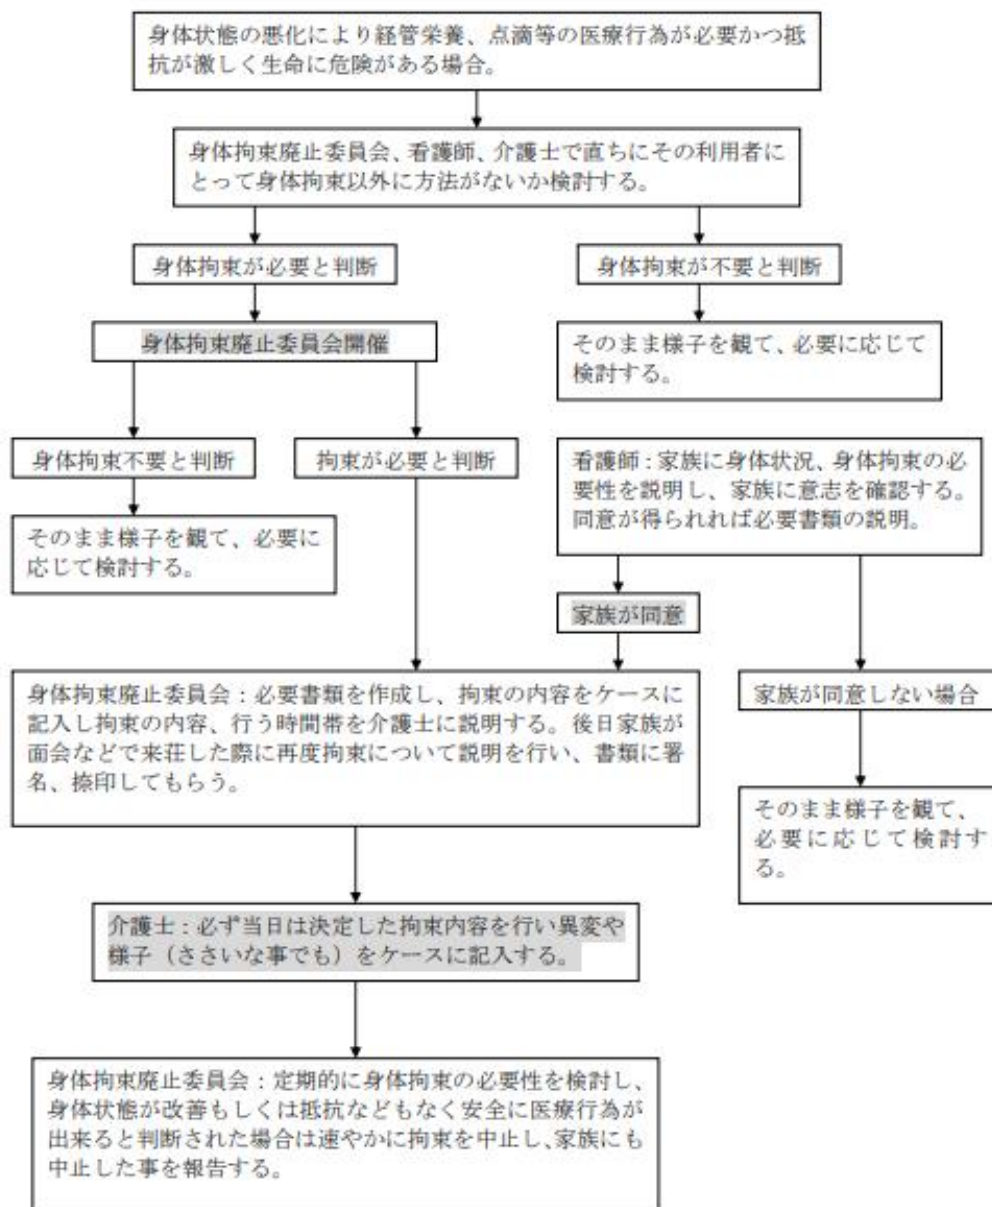 身体状態の悪化により経管栄養、点滴等の医療行為が必要かつ抵
抗が激しく生命に危険がある場合。
身体拘束廃止委員会、看護師、介護士で直ちにその利用者に
とって身体拘束以外に方法がないか検討する。
身体拘束が必要と判断
身体拘束が不要と判断
身体拘束廃止委員会開催
そのまま様子を観て、必要に応じて
検討する。
身体拘束不要と判断
拘束が必要と判断
看護師：家族に身体状況、身体拘束の必
要性を説明し、家族に意志を確認する。
同意が得られれば必要書類の説明。
そのまま様子を観て、必要に
応じて検討する。
家族が同意
身体拘束廃止委員会：必要書類を作成し、拘束の内容をケースに
記入し拘束の内容、行う時間帯を介護士に説明する。後日家族が
面会などで来荘した際に再度拘束について説明を行い、書類に署
名、捺印してもらう。
家族が同意しない場合
そのまま様子を観て、
必要に応じて検討す
る。
介護士：必ず当日は決定した拘束内容を行い異変や
様子（ささいな事でも）をケースに記入する。
身体拘束廃止委員会：定期的に身体拘束の必要性を検討し、
身体状態が改善もしくは抵抗などもなく安全に医療行為が
出来ると判断された場合は速やかに拘束を中止し、家族にも
中止した事を報告する。